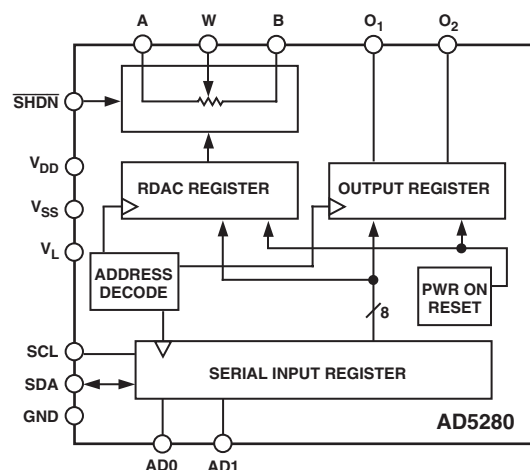 A W B O1 O2
SHDN
VDD
RDAC REGISTER
OUTPUT REGISTER
VSS
VL
ADDRESS
DECODE
PWR ON
RESET
8
SCL
SERIAL INPUT REGISTER
SDA
GND
AD5280
AD0 AD1